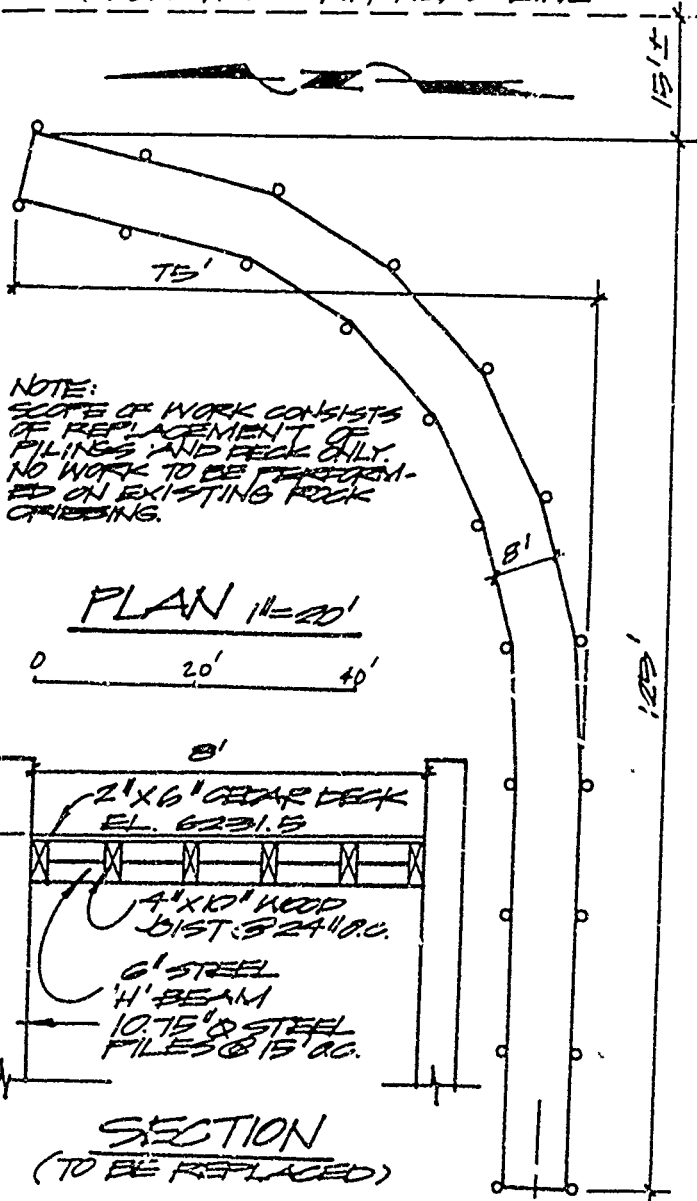 N
15'±
75'
NOTE:
SCOPE OF WORK CONSISTS
OF REPLACEMENT OF
PILINGS AND DECK ONLY.
NO WORK TO BE PERFORM-
ED ON EXISTING ROCK
CRIBBING.
8'
PLAN 1"=20'
0 20' 40'
125'
8'
2"X6" CEDAR DECK
EL. 6231.5
4"X10" WOOD
JOIST @ 24" O.C.
6" STEEL
'H' BEAM
10.75" Ø STEEL
PILES @ 15' O.C.
SECTION
(TO BE REPLACED)